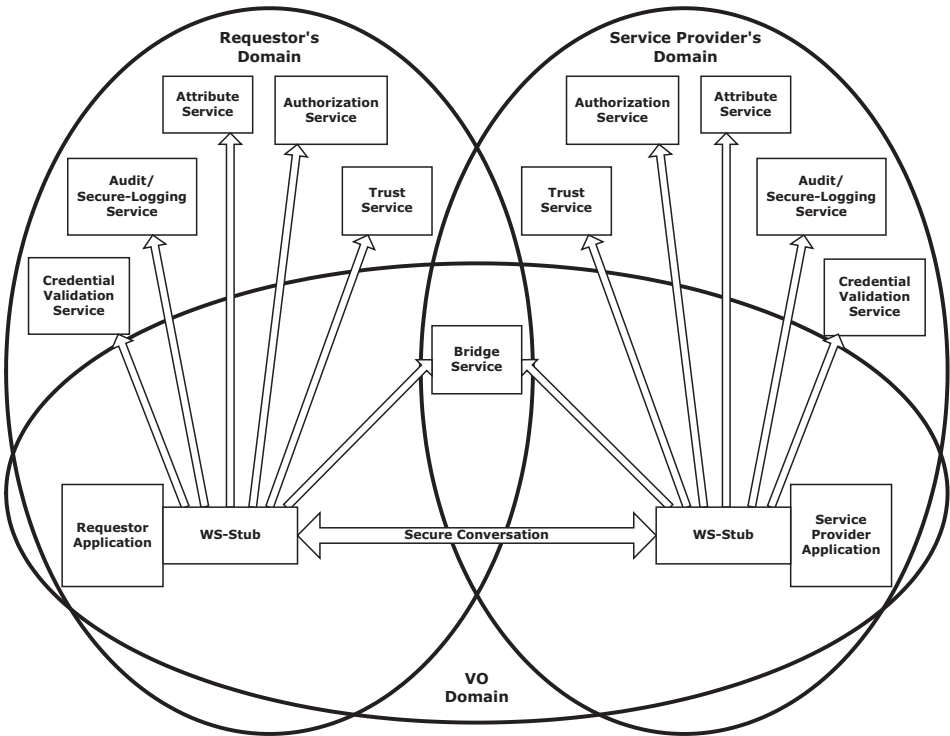 Requestor's
Domain
Service Provider's
Domain
Attribute
Service
Authorization
Service
Authorization
Service
Attribute
Service
Audit/
Secure-Logging
Service
Trust
Service
Trust
Service
Audit/
Secure-Logging
Service
Credential
Validation
Service
Credential
Validation
Service
Bridge
Service
Requestor
Application
WS-Stub
Secure Conversation
WS-Stub
Service
Provider
Application
VO
Domain